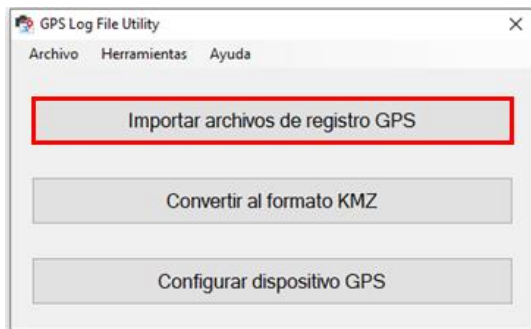 GPS Log File Utility
Archivo Herramientas Ayuda
Importar archivos de registro GPS
Convertir al formato KMZ
Configurar dispositivo GPS